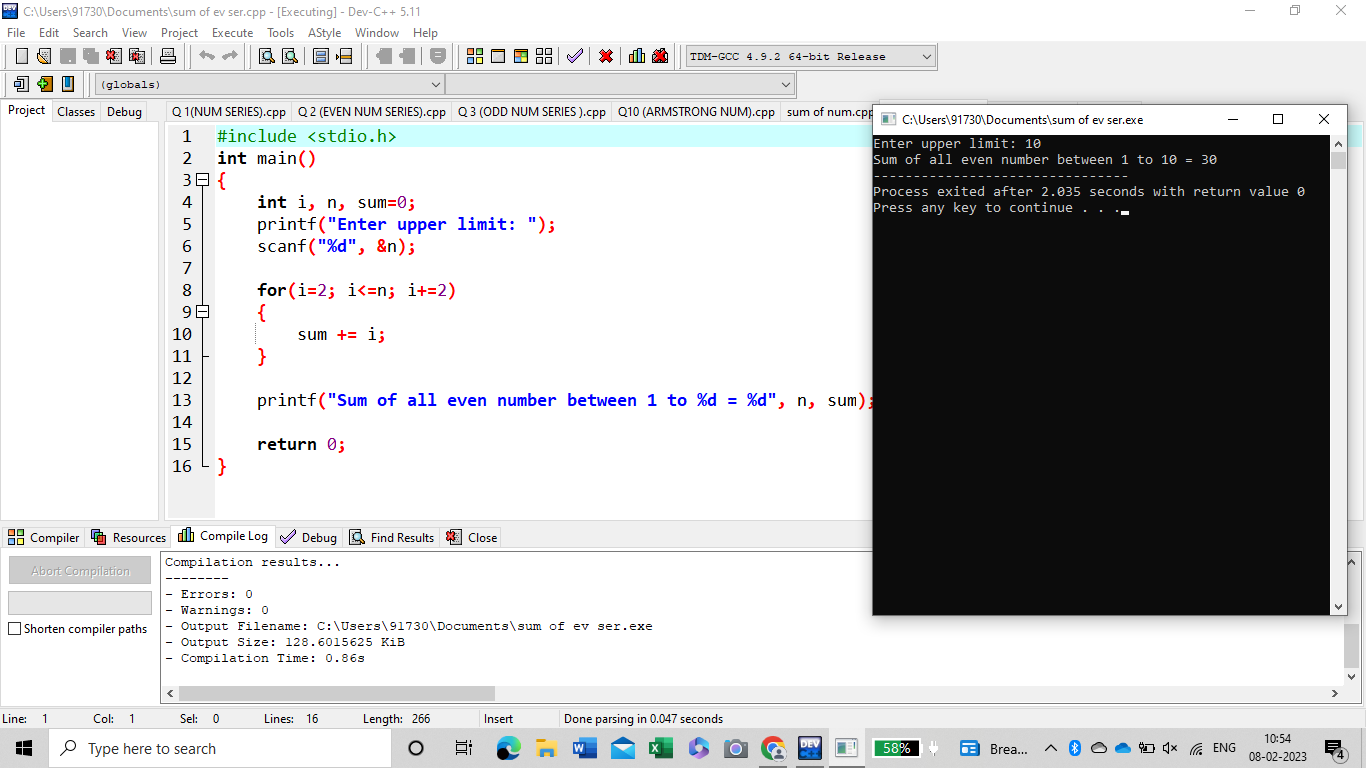 C:\Users\91730\Documents\sum of ev ser.cpp - [Executing] - Dev-C++ 5.11
File Edit Search View Project Execute Tools AStyle Window Help
TDM-GCC 4.9.2 64-bit Release
(globals)
Project Classes Debug
Q 1(NUM SERIES).cpp Q 2 (EVEN NUM SERIES).cpp Q 3 (ODD NUM SERIES ).cpp Q10 (ARMSTRONG NUM).cpp sum of num.cpp
1 #include <stdio.h>
2 int main()
3 {
4 int i, n, sum=0;
5 printf("Enter upper limit: ");
6 scanf("%d", &n);
7
8 for(i=2; i<=n; i+=2)
9 {
10 sum += i;
11 }
12
13 printf("Sum of all even number between 1 to %d = %d", n, sum);
14
15 return 0;
16 }
C:\Users\91730\Documents\sum of ev ser.exe
Enter upper limit: 10
Sum of all even number between 1 to 10 = 30
--------------------------------
Process exited after 2.035 seconds with return value 0
Press any key to continue . . .
Compiler Resources Compile Log Debug Find Results Close
Abort Compilation
Shorten compiler paths
Compilation results...
--------
- Errors: 0
- Warnings: 0
- Output Filename: C:\Users\91730\Documents\sum of ev ser.exe
- Output Size: 128.6015625 KiB
- Compilation Time: 0.86s
Line: 1 Col: 1 Sel: 0 Lines: 16 Length: 266 Insert Done parsing in 0.047 seconds
Type here to search
DEV
58%
Brea...
ENG
10:54
08-02-2023
4